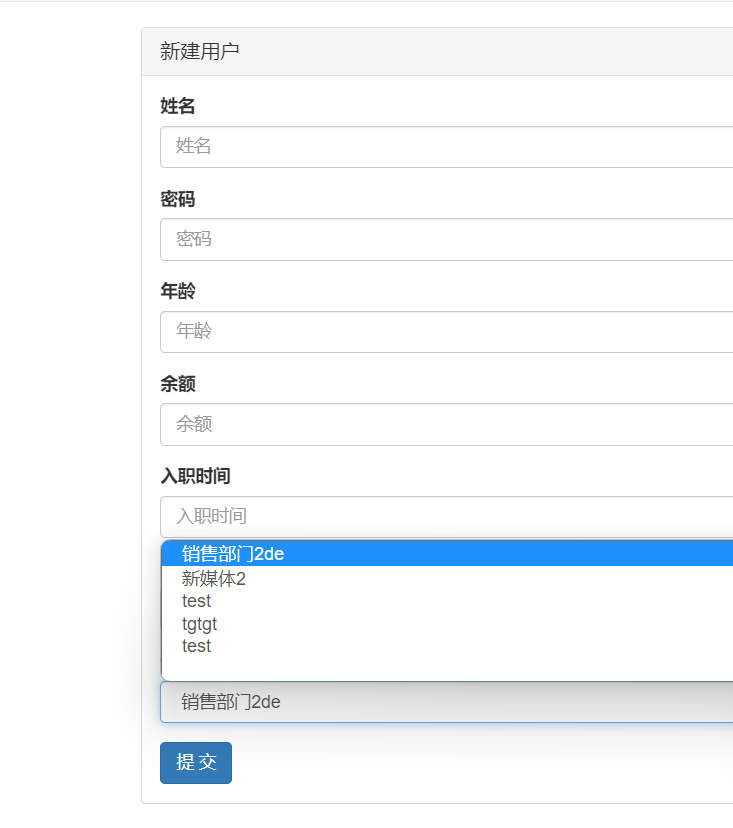 新建用户
姓名
姓名
密码
密码
年龄
年龄
余额
余额
入职时间
入职时间
销售部门2de
新媒体2
test
tgtgt
test
销售部门2de
提 交